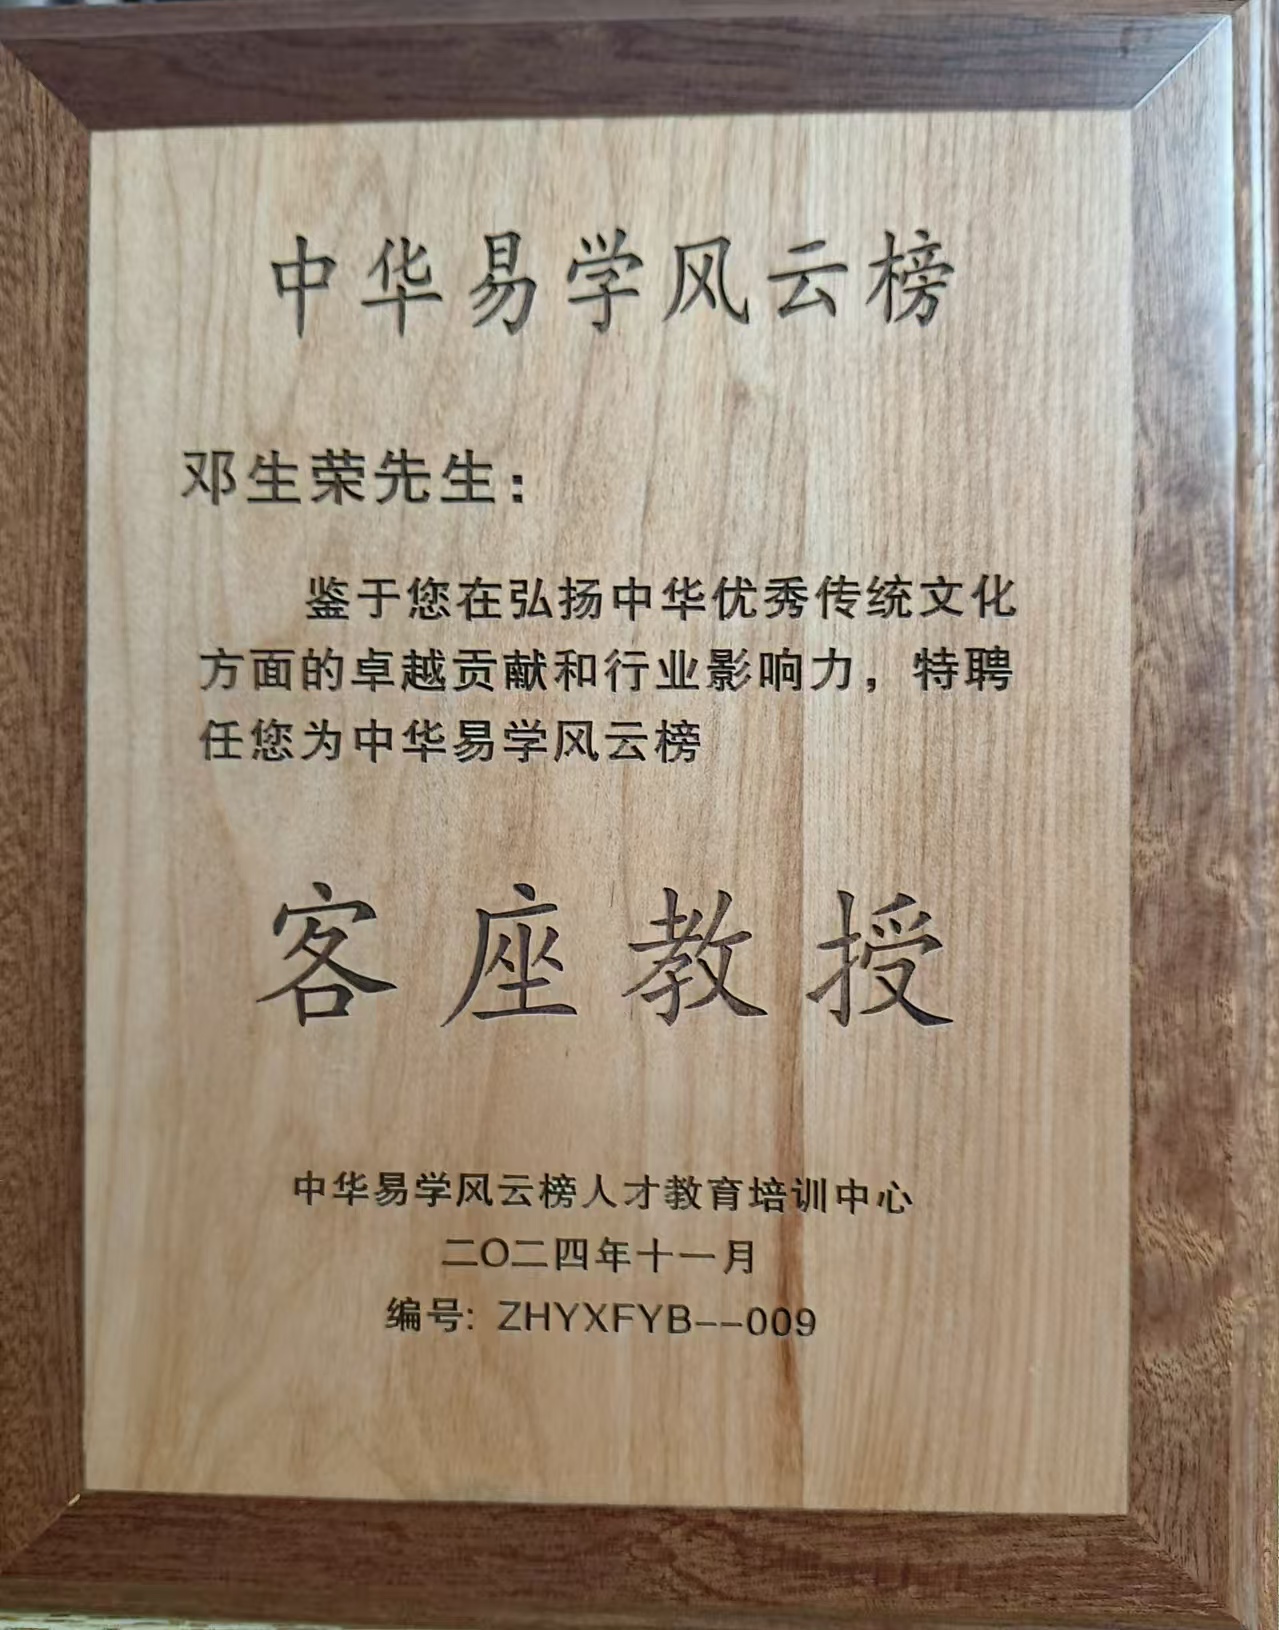 中华易学风云榜
邓生荣先生：
鉴于您在弘扬中华优秀传统文化
方面的卓越贡献和行业影响力，特聘
任您为中华易学风云榜
客座教授
中华易学风云榜人才教育培训中心
二〇二四年十一月
编号: ZHYXFYB--009